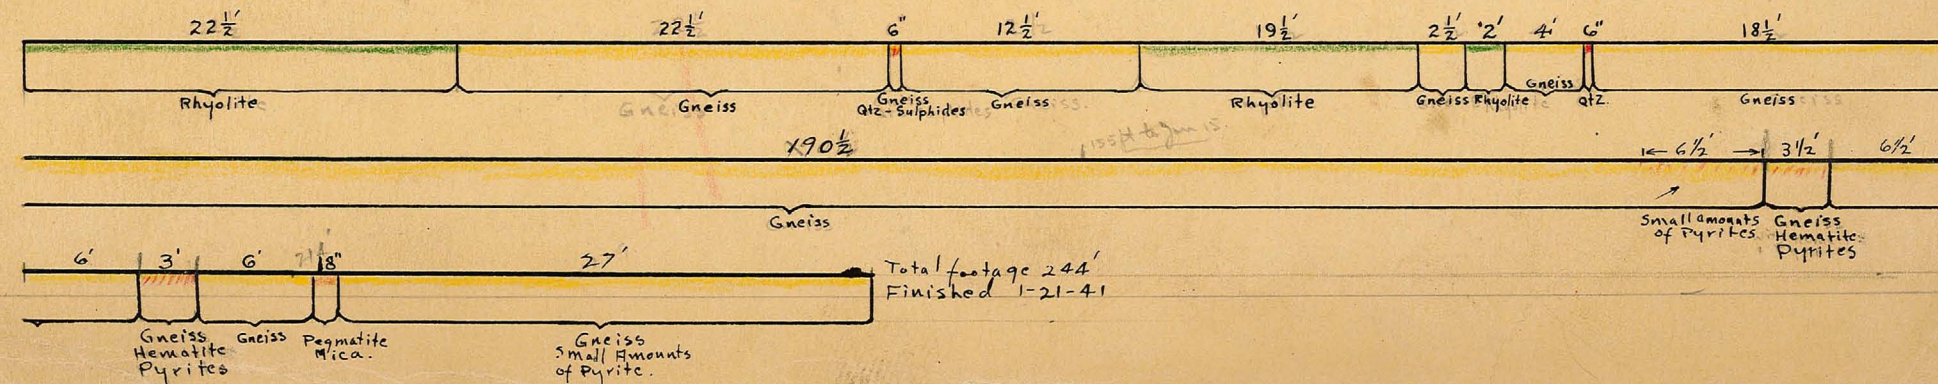 22½' 22½' 6" 12½' 19½' 2½' 2' 4' 6" 18½'
Rhyolite Gneiss Gneiss Qtz-Sulphides Gneiss Rhyolite Gneiss Rhyolite Gneiss Qtz. Gneiss
X90½' 6½' 3½' 6½'
Gneiss
Small amounts
of Pyrites
Gneiss
Hematite
Pyrites
6' 3' 6' 8" 27'
Total footage 244'
Finished 1-21-41
Gneiss
Hematite
Pyrites
Gneiss
Pegmatite
Mica.
Gneiss
Small Amounts
of Pyrite.